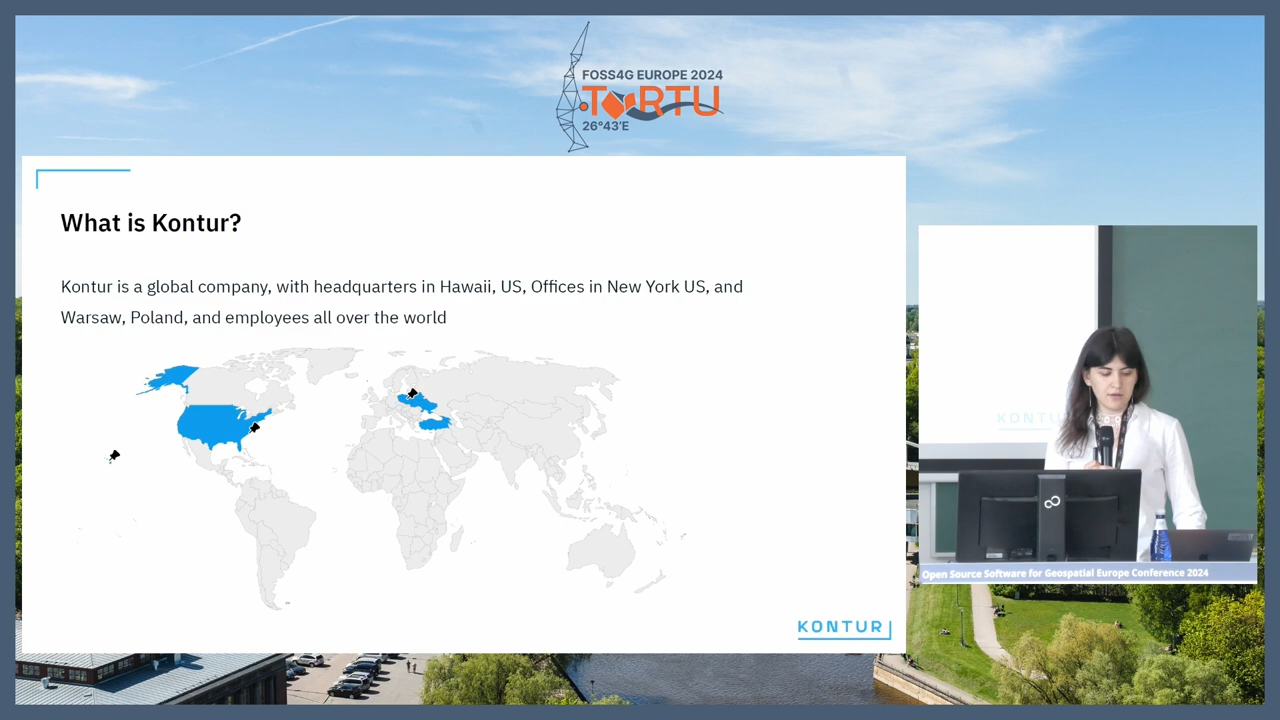 FOSS4G EUROPE 2024
TORTU
26°43'E
What is Kontur?
Kontur is a global company, with headquarters in Hawaii, US, Offices in New York US, and
Warsaw, Poland, and employees all over the world
KONTUR
KONTUR
Open Source Software for Geospatial Europe Conference 2024